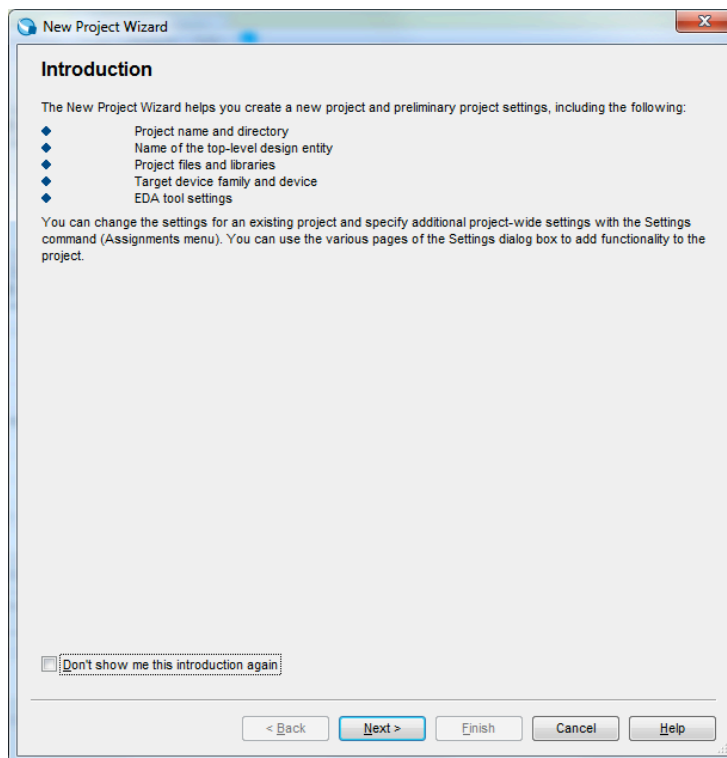 New Project Wizard
Introduction
The New Project Wizard helps you create a new project and preliminary project settings, including the following:
Project name and directory
Name of the top-level design entity
Project files and libraries
Target device family and device
EDA tool settings
You can change the settings for an existing project and specify additional project-wide settings with the Settings
command (Assignments menu). You can use the various pages of the Settings dialog box to add functionality to the
project.
Don't show me this introduction again
< Back Next > Finish Cancel Help